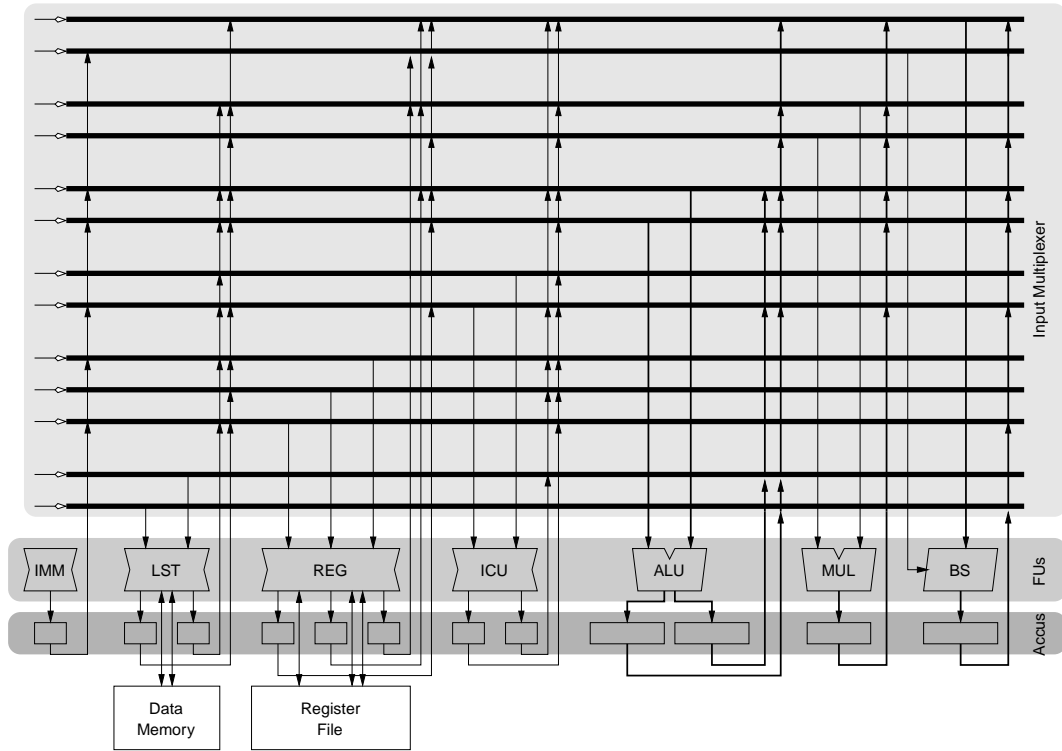 Input Multiplexer
IMM
LST
REG
ICU
ALU
MUL
BS
FUs
Accus
Data
Memory
Register
File